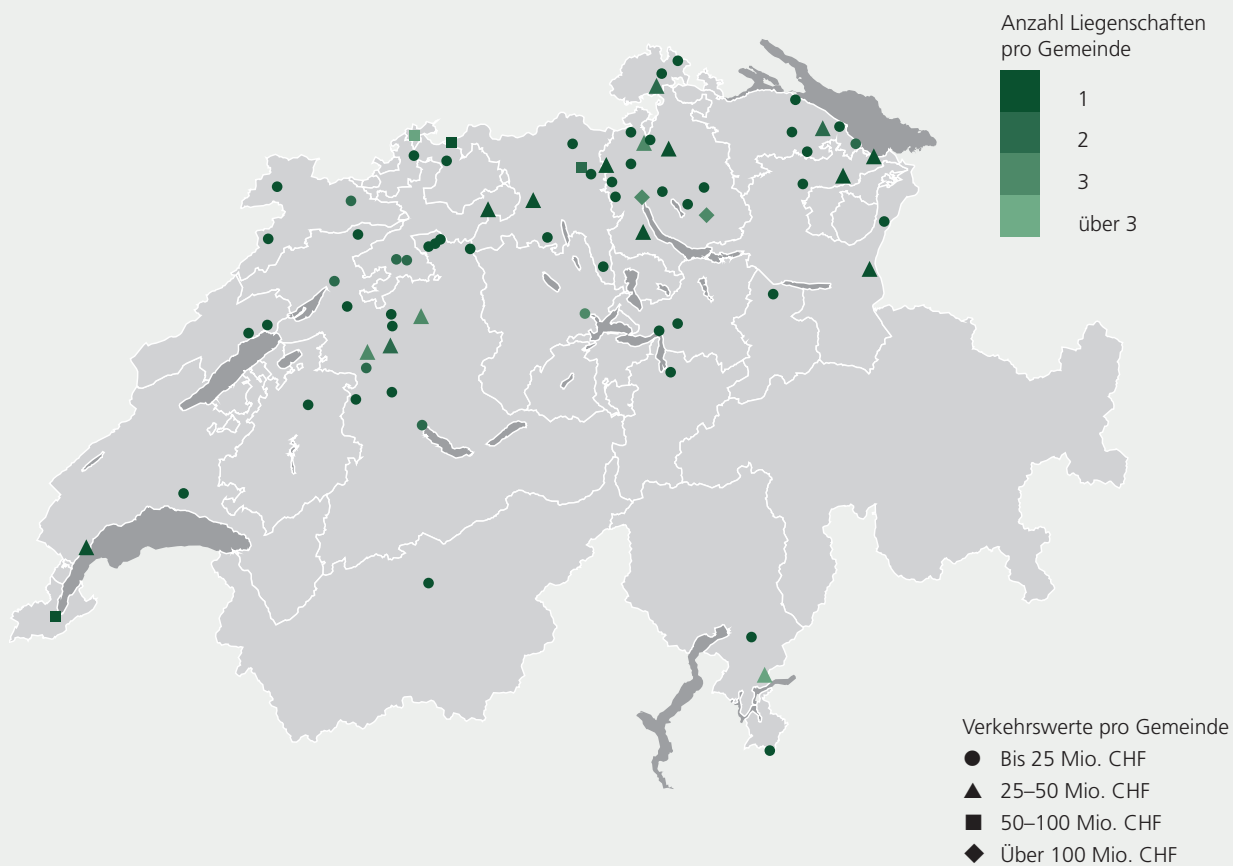 Anzahl Liegenschaften
pro Gemeinde
1
2
3
über 3
Verkehrswerte pro Gemeinde
Bis 25 Mio. CHF
25–50 Mio. CHF
50–100 Mio. CHF
Über 100 Mio. CHF